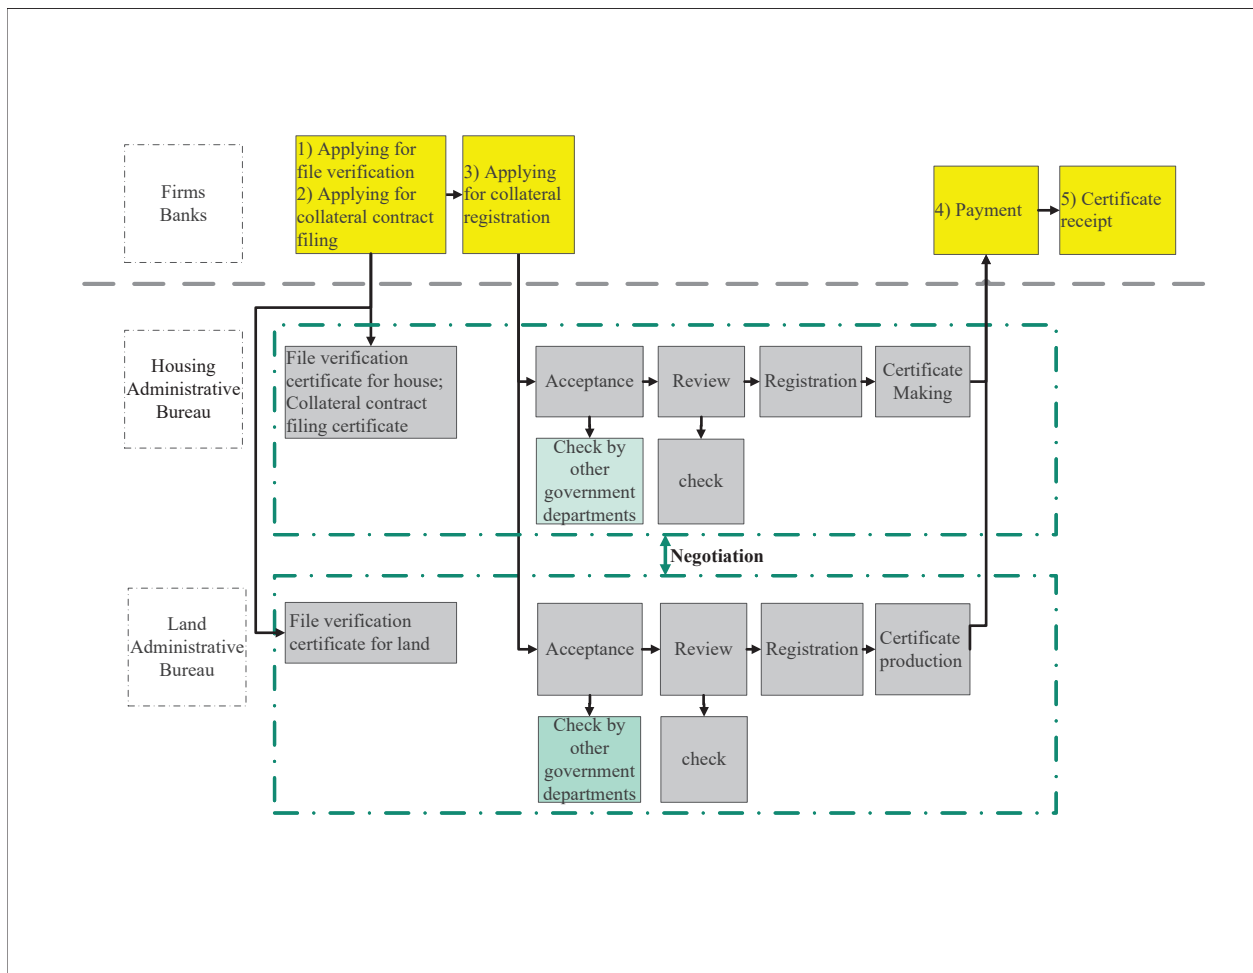 Firms
Banks
1) Applying for
file verification
2) Applying for
collateral contract
filing
3) Applying
for collateral
registration
4) Payment
5) Certificate
receipt
Housing
Administrative
Bureau
File verification
certificate for house;
Collateral contract
filing certificate
Acceptance
Review
Registration
Certificate
Making
Check by
other
government
departments
check
Negotiation
Land
Administrative
Bureau
File verification
certificate for land
Acceptance
Review
Registration
Certificate
production
Check by
other
government
departments
check